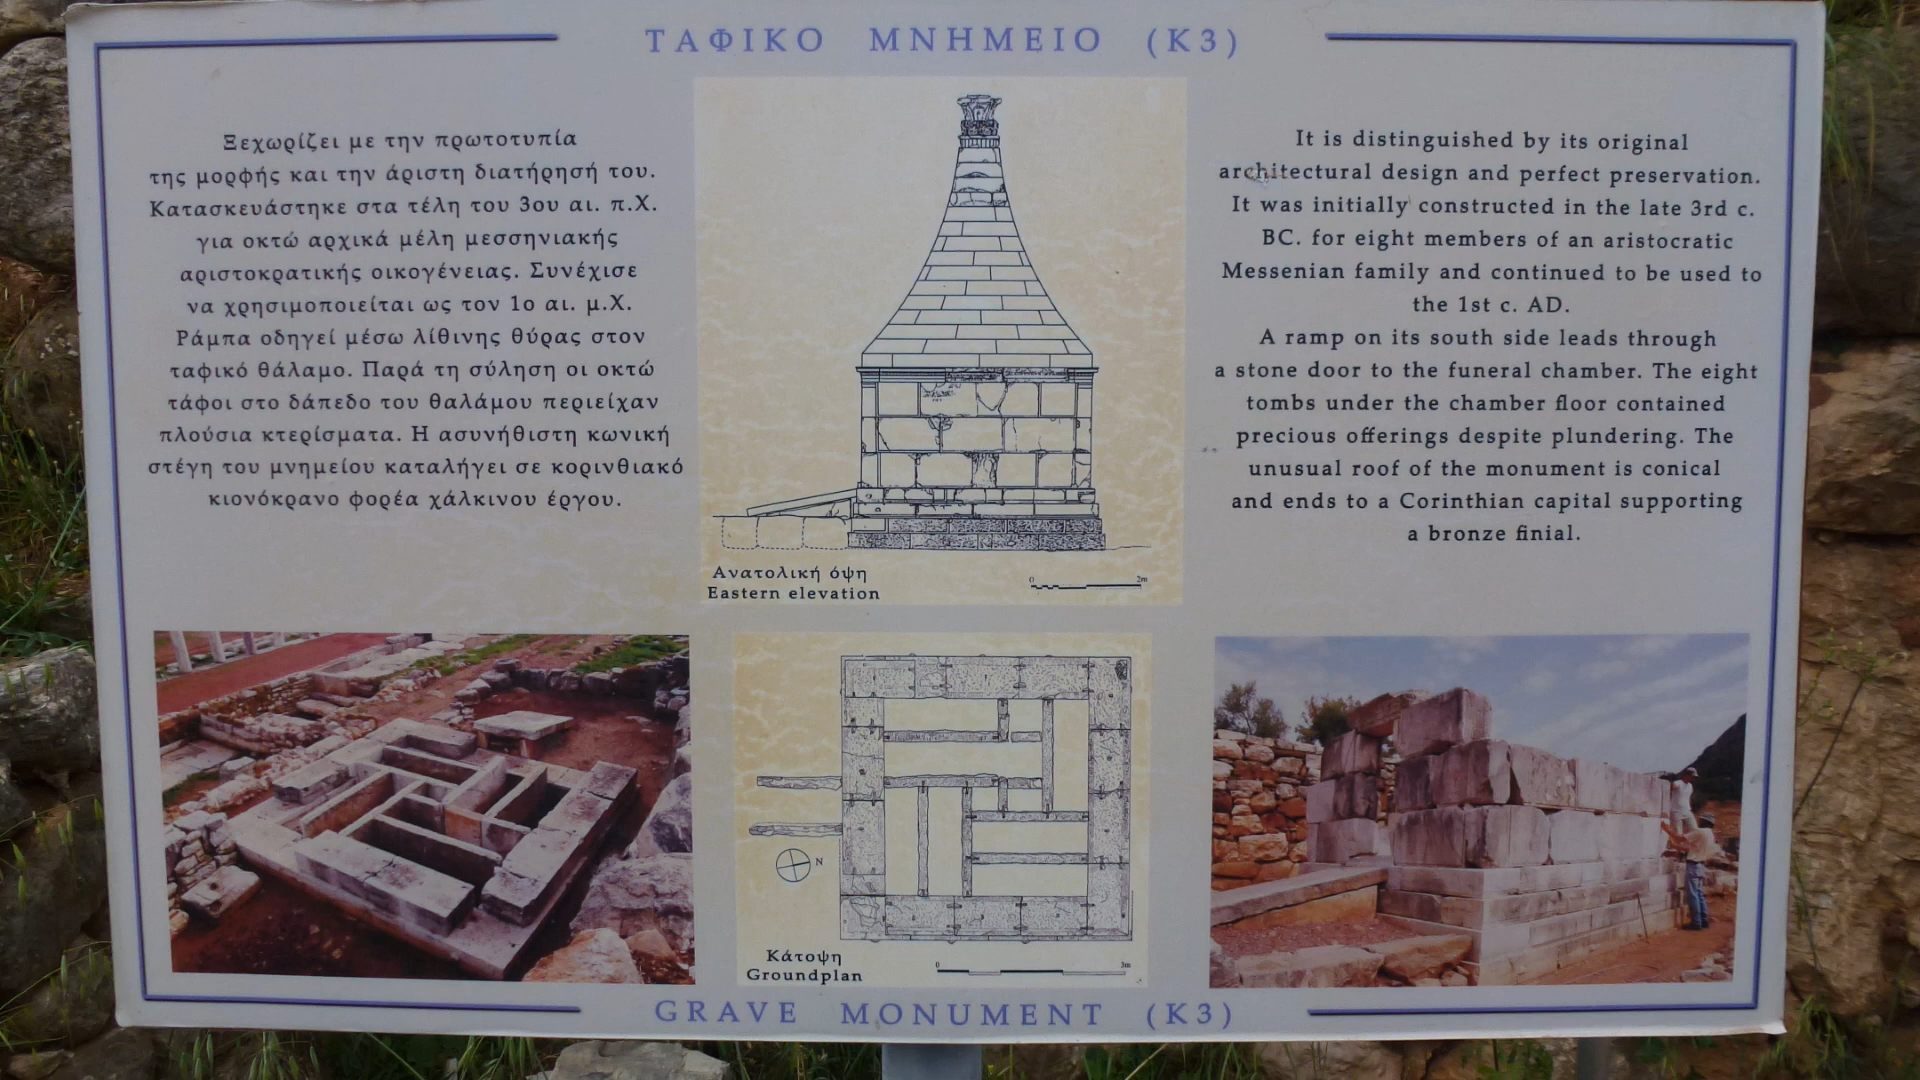 ΤΑΦΙΚΟ ΜΝΗΜΕΙΟ (Κ3)
Ξεχωρίζει με την πρωτοτυπία
της μορφής και την άριστη διατήρησή του.
Κατασκευάστηκε στα τέλη του 3ου αι. π.Χ.
για οκτώ αρχικά μέλη μεσσηνιακής
αριστοκρατικής οικογένειας. Συνέχισε
να χρησιμοποιείται ως τον 1ο αι. μ.Χ.
Ράμπα οδηγεί μέσω λίθινης θύρας στον
ταφικό θάλαμο. Παρά τη σύληση οι οκτώ
τάφοι στο δάπεδο του θαλάμου περιείχαν
πλούσια κτερίσματα. Η ασυνήθιστη κωνική
στέγη του μνημείου καταλήγει σε κορινθιακό
κιονόκρανο φορέα χάλκινου έργου.
Ανατολική όψη
Eastern elevation
0 2m
It is distinguished by its original
architectural design and perfect preservation.
It was initially constructed in the late 3rd c.
BC. for eight members of an aristocratic
Messenian family and continued to be used to
the 1st c. AD.
A ramp on its south side leads through
a stone door to the funeral chamber. The eight
tombs under the chamber floor contained
precious offerings despite plundering. The
unusual roof of the monument is conical
and ends to a Corinthian capital supporting
a bronze finial.
N
Κάτοψη
Groundplan
0 3m
GRAVE MONUMENT (K3)